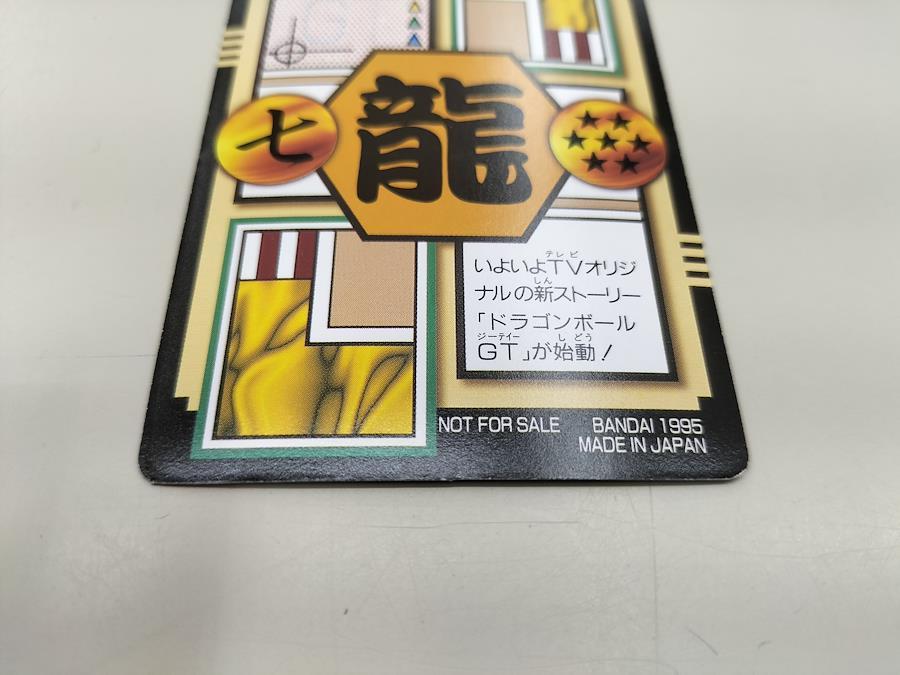 七
龍
いよいよTVオリジ
ナルの新ストーリー
「ドラゴンボール
GT」が始動!
NOT FOR SALE BANDAI 1995
MADE IN JAPAN